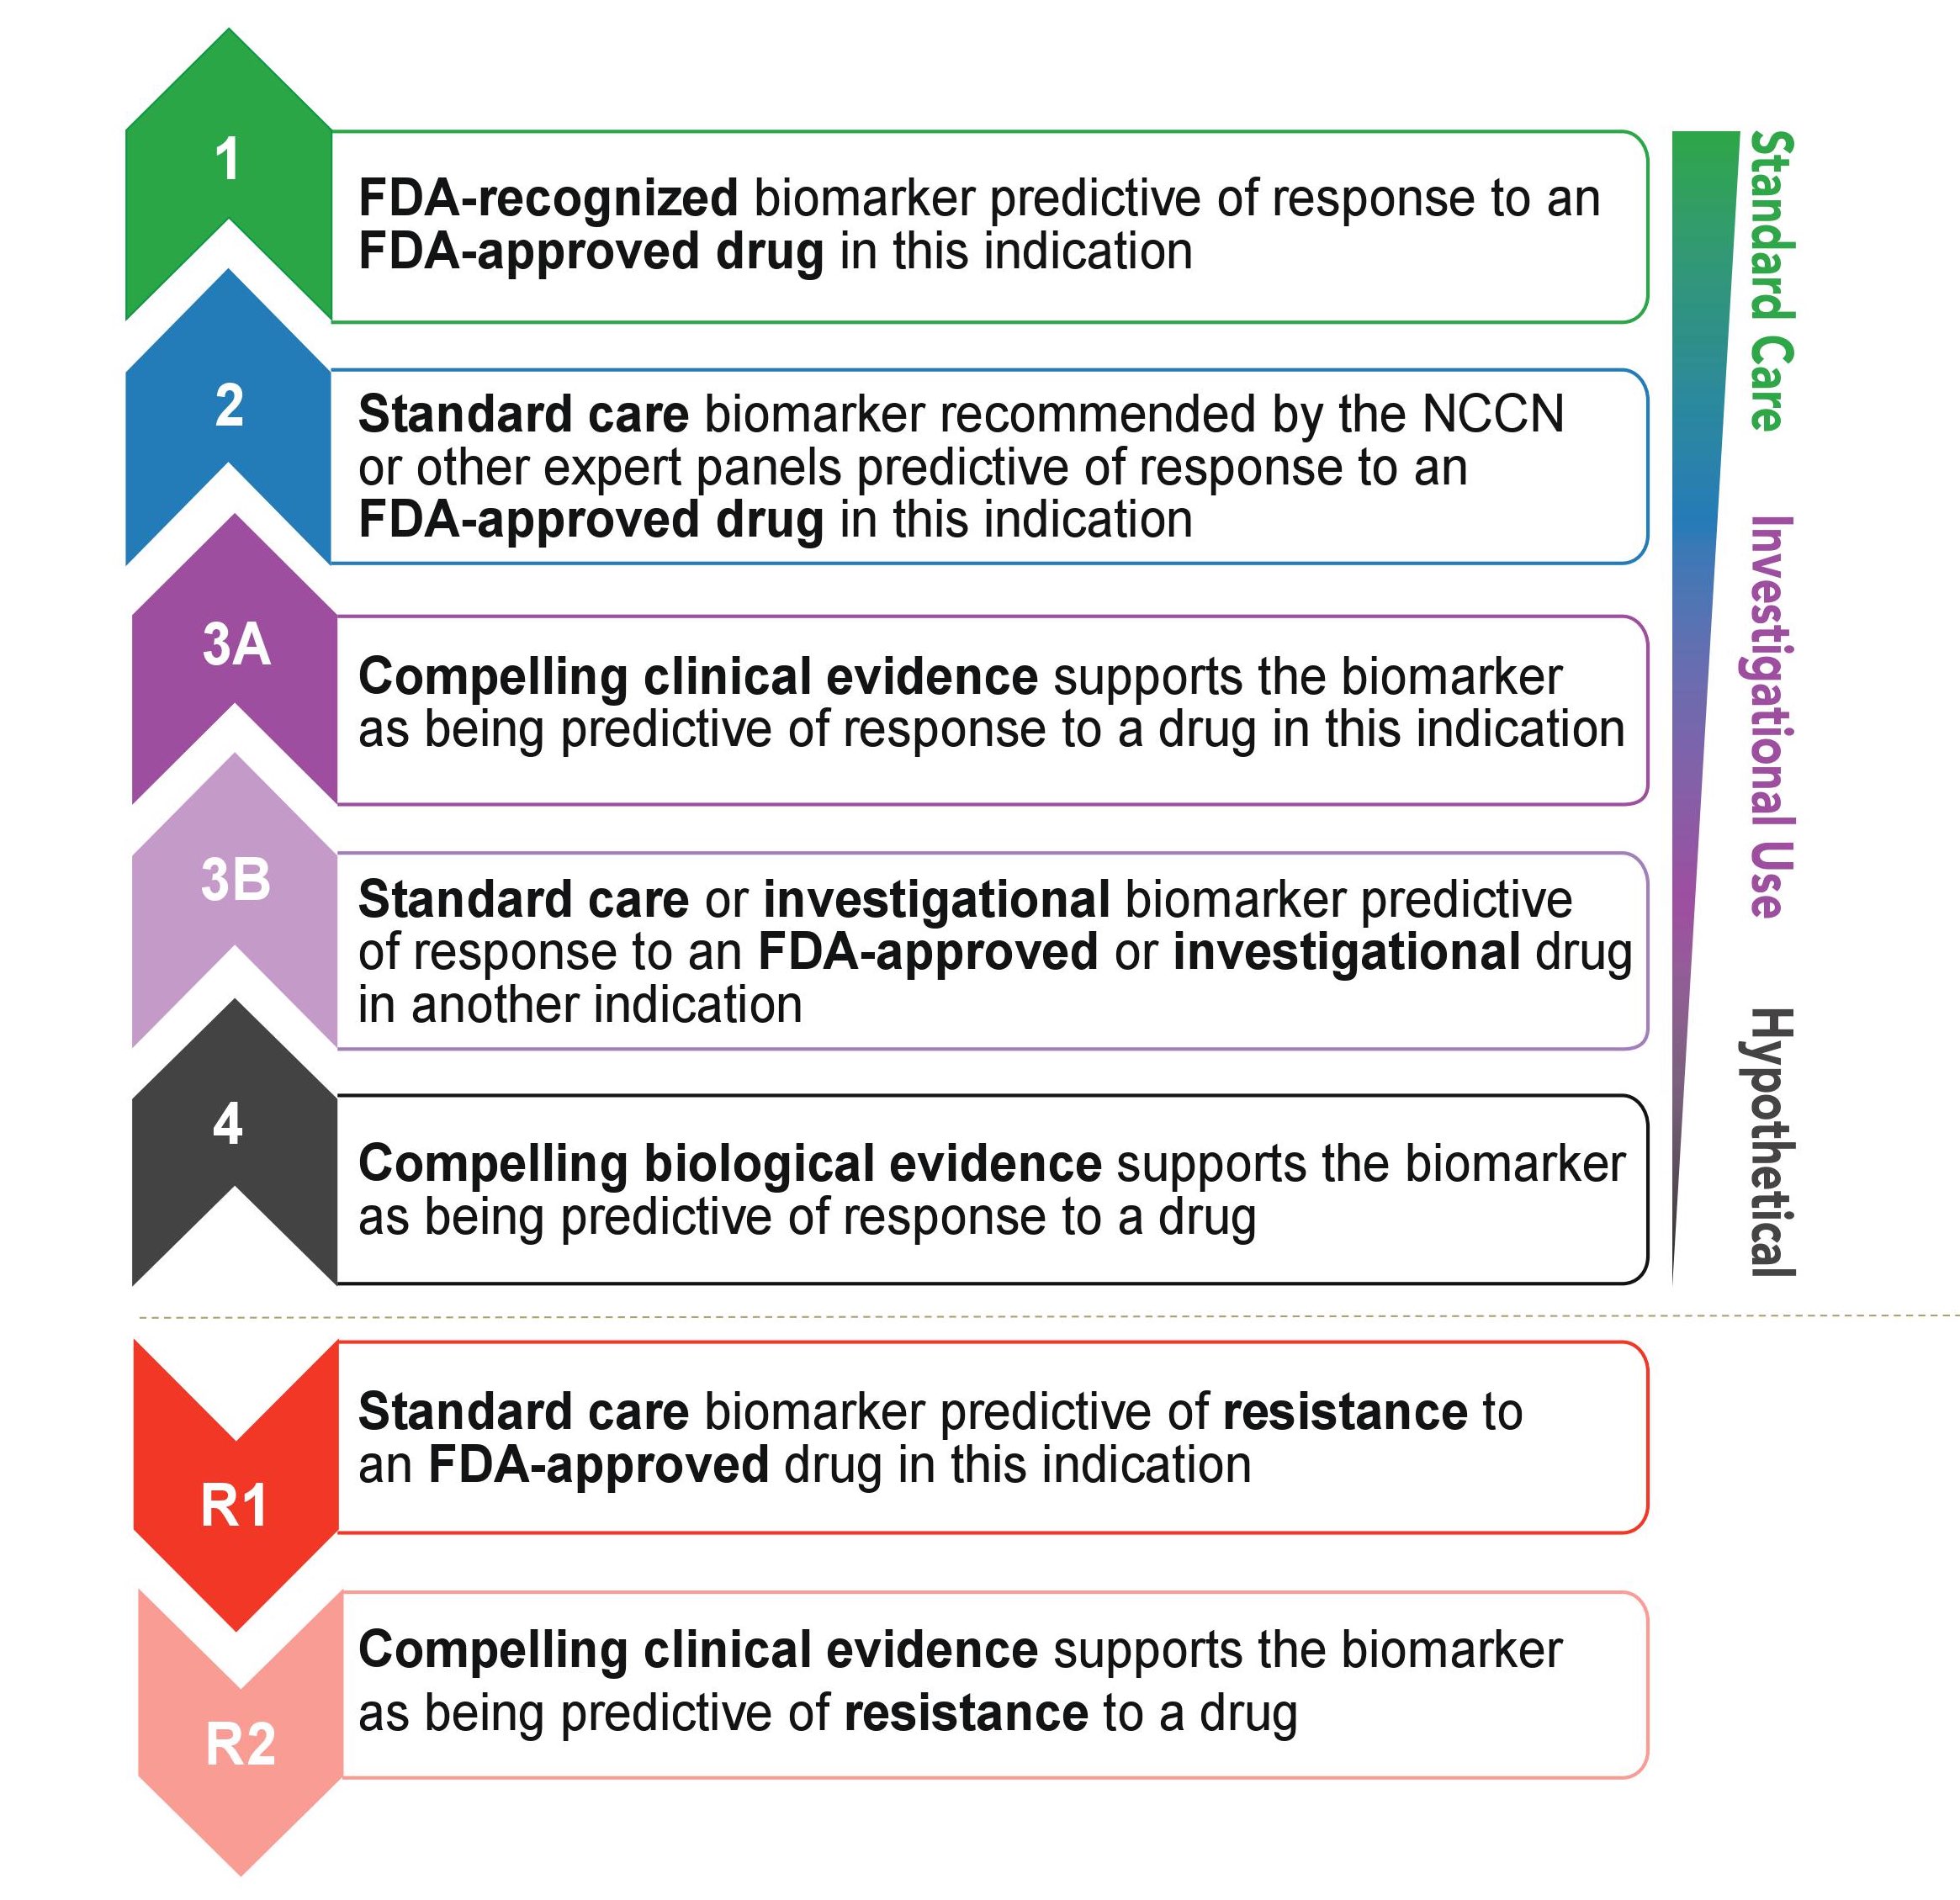 1
FDA-recognized biomarker predictive of response to an
FDA-approved drug in this indication
2
Standard care biomarker recommended by the NCCN
or other expert panels predictive of response to an
FDA-approved drug in this indication
3A
Compelling clinical evidence supports the biomarker
as being predictive of response to a drug in this indication
3B
Standard care or investigational biomarker predictive
of response to an FDA-approved or investigational drug
in another indication
4
Compelling biological evidence supports the biomarker
as being predictive of response to a drug
Standard Care
Investigational Use
Hypothetical
R1
Standard care biomarker predictive of resistance to
an FDA-approved drug in this indication
R2
Compelling clinical evidence supports the biomarker
as being predictive of resistance to a drug